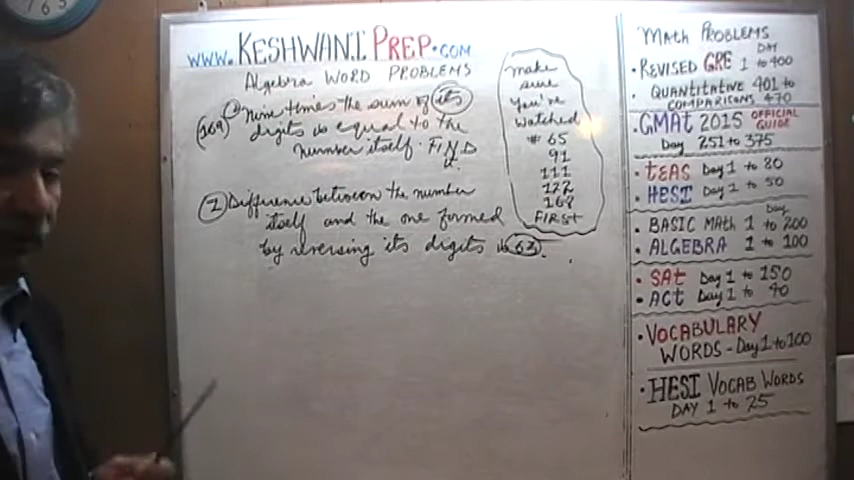 WWW. KESHWANI PREP.COM
Algebra WORD PROBLEMS
(169) 1 Nine times the sum of its
digits is equal to the
number itself. FIND
it.
2 Difference between the number
itself and the one formed
by reversing its digits is 63.
make
sure
you've
watched
# 65
91
111
122
168
FIRST
MATH PROBLEMS
DAY
• REVISED GRE 1 to 400
• QUANTITATIVE 401 to
COMPARISONS 470
• GMAT 2015 OFFICIAL
GUIDE
Day 251 to 375
• TEAS Day 1 to 80
• HESI Day 1 to 50
Day
• BASIC MATH 1 to 200
• ALGEBRA 1 to 100
• SAT Day 1 to 150
• ACT Day 1 to 90
• VOCABULARY
WORDS - Day 1 to 100
• HESI VOCAB WORDS
DAY 1 to 25